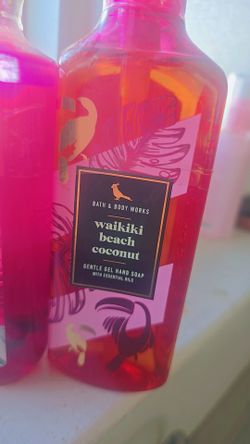 BATH & BODY WORKS
waikiki
beach
coconut
GENTLE GEL HAND SOAP
WITH ESSENTIAL OILS